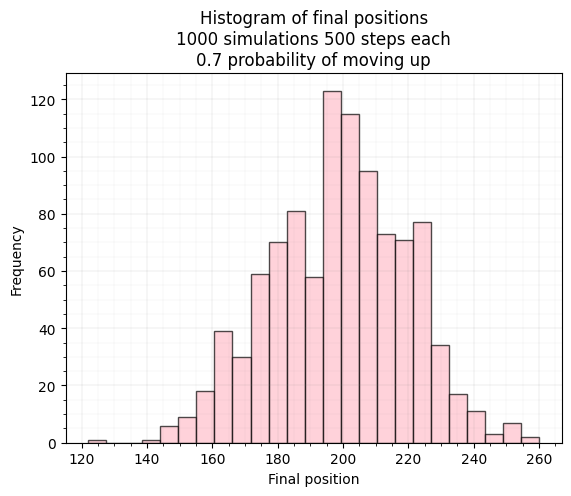 Histogram of final positions
1000 simulations 500 steps each
0.7 probability of moving up
120
100
80
60
40
20
0
Frequency
120 140 160 180 200 220 240 260
Final position